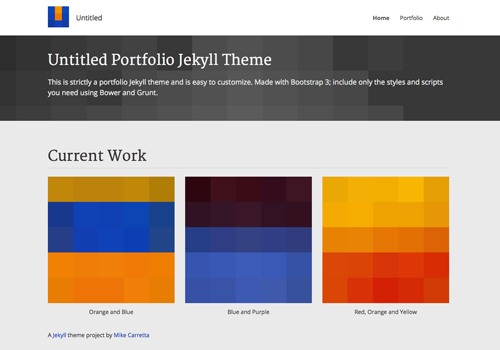 Untitled
Home Portfolio About
Untitled Portfolio Jekyll Theme
This is strictly a portfolio Jekyll theme and is easy to customize. Made with Bootstrap 3; include only the styles and scripts
you need using Bower and Grunt.
Current Work
Orange and Blue
Blue and Purple
Red, Orange and Yellow
A Jekyll theme project by Mike Carretta